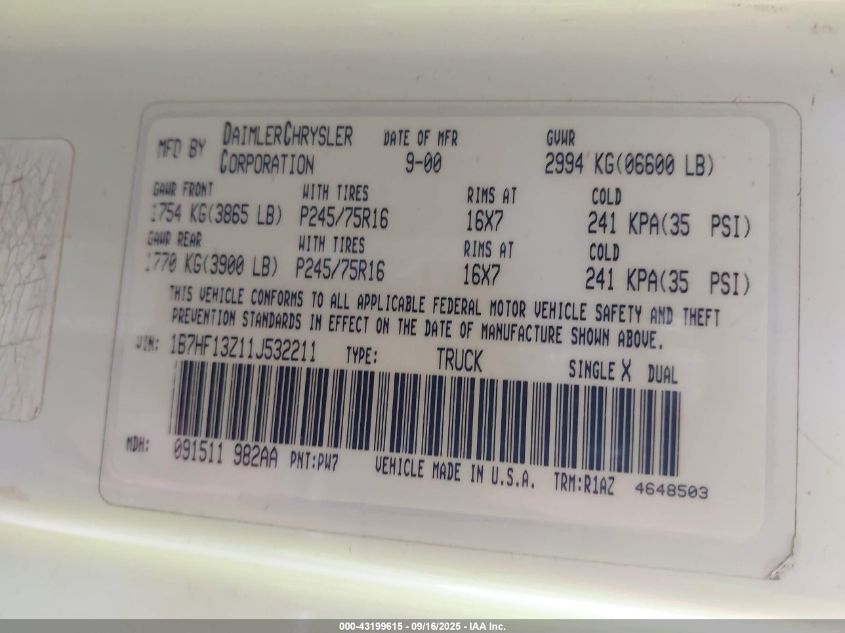 MFD BY DAIMLERCHRYSLER CORPORATION DATE OF MFR 9-00 GVWR 2994 KG(06600 LB)
GAWR FRONT WITH TIRES RIMS AT COLD
1754 KG(3865 LB) P245/75R16 16X7 241 KPA(35 PSI)
GAWR REAR WITH TIRES RIMS AT COLD
1770 KG(3900 LB) P245/75R16 16X7 241 KPA(35 PSI)
THIS VEHICLE CONFORMS TO ALL APPLICABLE FEDERAL MOTOR VEHICLE SAFETY AND THEFT
PREVENTION STANDARDS IN EFFECT ON THE DATE OF MANUFACTURE SHOWN ABOVE.
VIN: 1B7HF13Z11J532211 TYPE: TRUCK SINGLE X DUAL
MDH: 091511 982AA PNT:PW7 VEHICLE MADE IN U.S.A. TRM:R1AZ 4648503
000-43199615 - 09/16/2025 - IAA Inc.